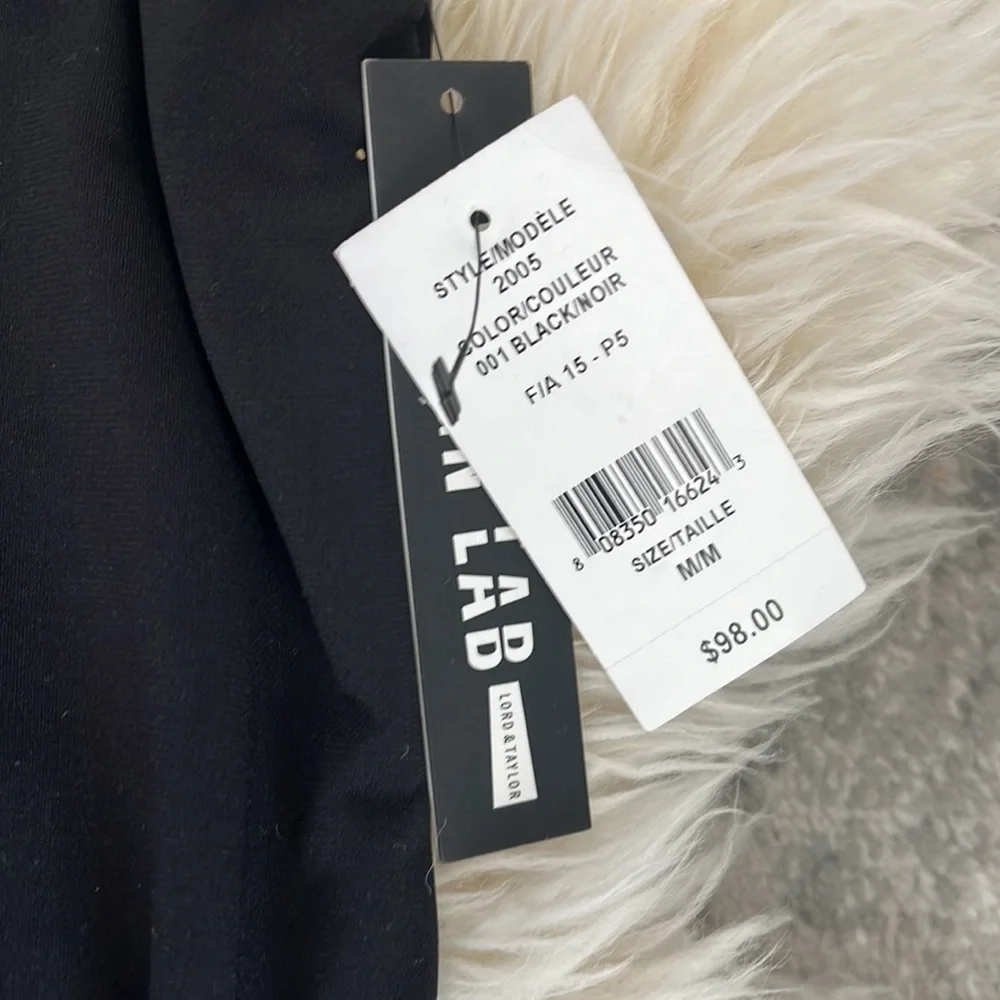 STYLE/MODÈLE
2005
COLOR/COULEUR
001 BLACK/NOIR
F/A 15 - P5
8 08350 16624 3
SIZE/TAILLE
M/M
$98.00
LAB
LORD & TAYLOR